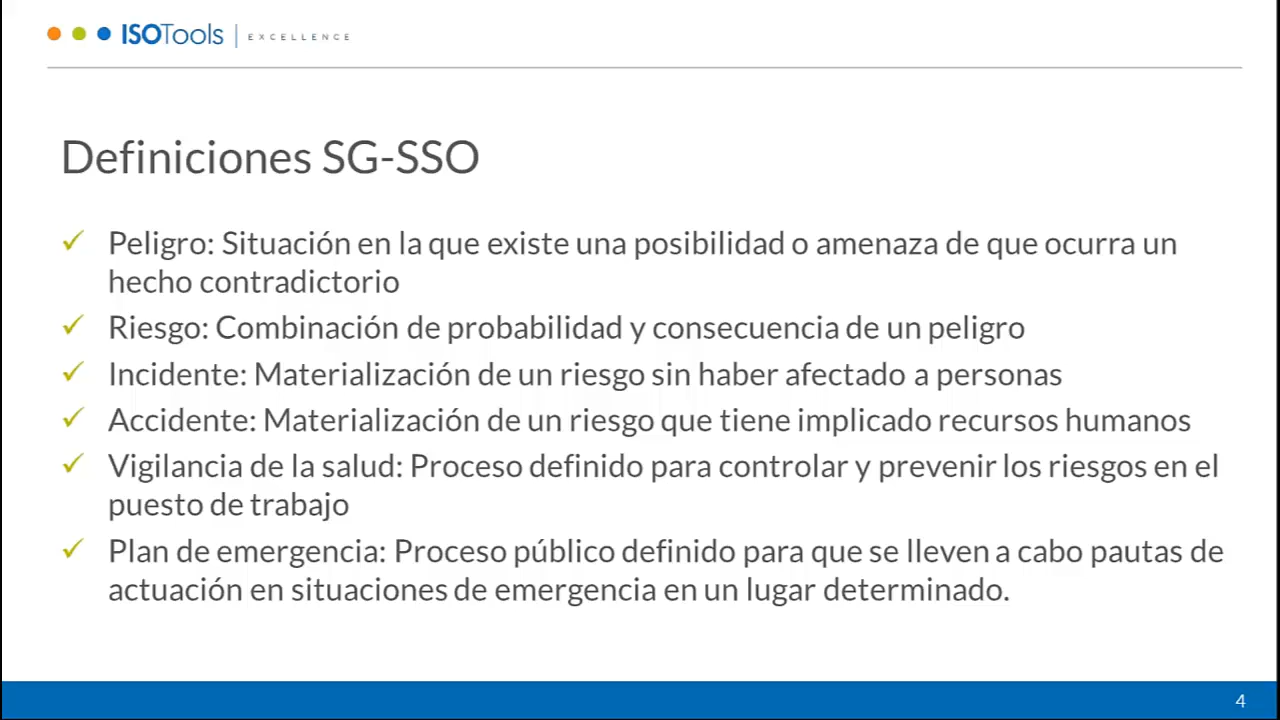 ISOTools | EXCELLENCE
Definiciones SG-SSO
✓ Peligro: Situación en la que existe una posibilidad o amenaza de que ocurra un
hecho contradictorio
✓ Riesgo: Combinación de probabilidad y consecuencia de un peligro
✓ Incidente: Materialización de un riesgo sin haber afectado a personas
✓ Accidente: Materialización de un riesgo que tiene implicado recursos humanos
✓ Vigilancia de la salud: Proceso definido para controlar y prevenir los riesgos en el
puesto de trabajo
✓ Plan de emergencia: Proceso público definido para que se lleven a cabo pautas de
actuación en situaciones de emergencia en un lugar determinado.
4